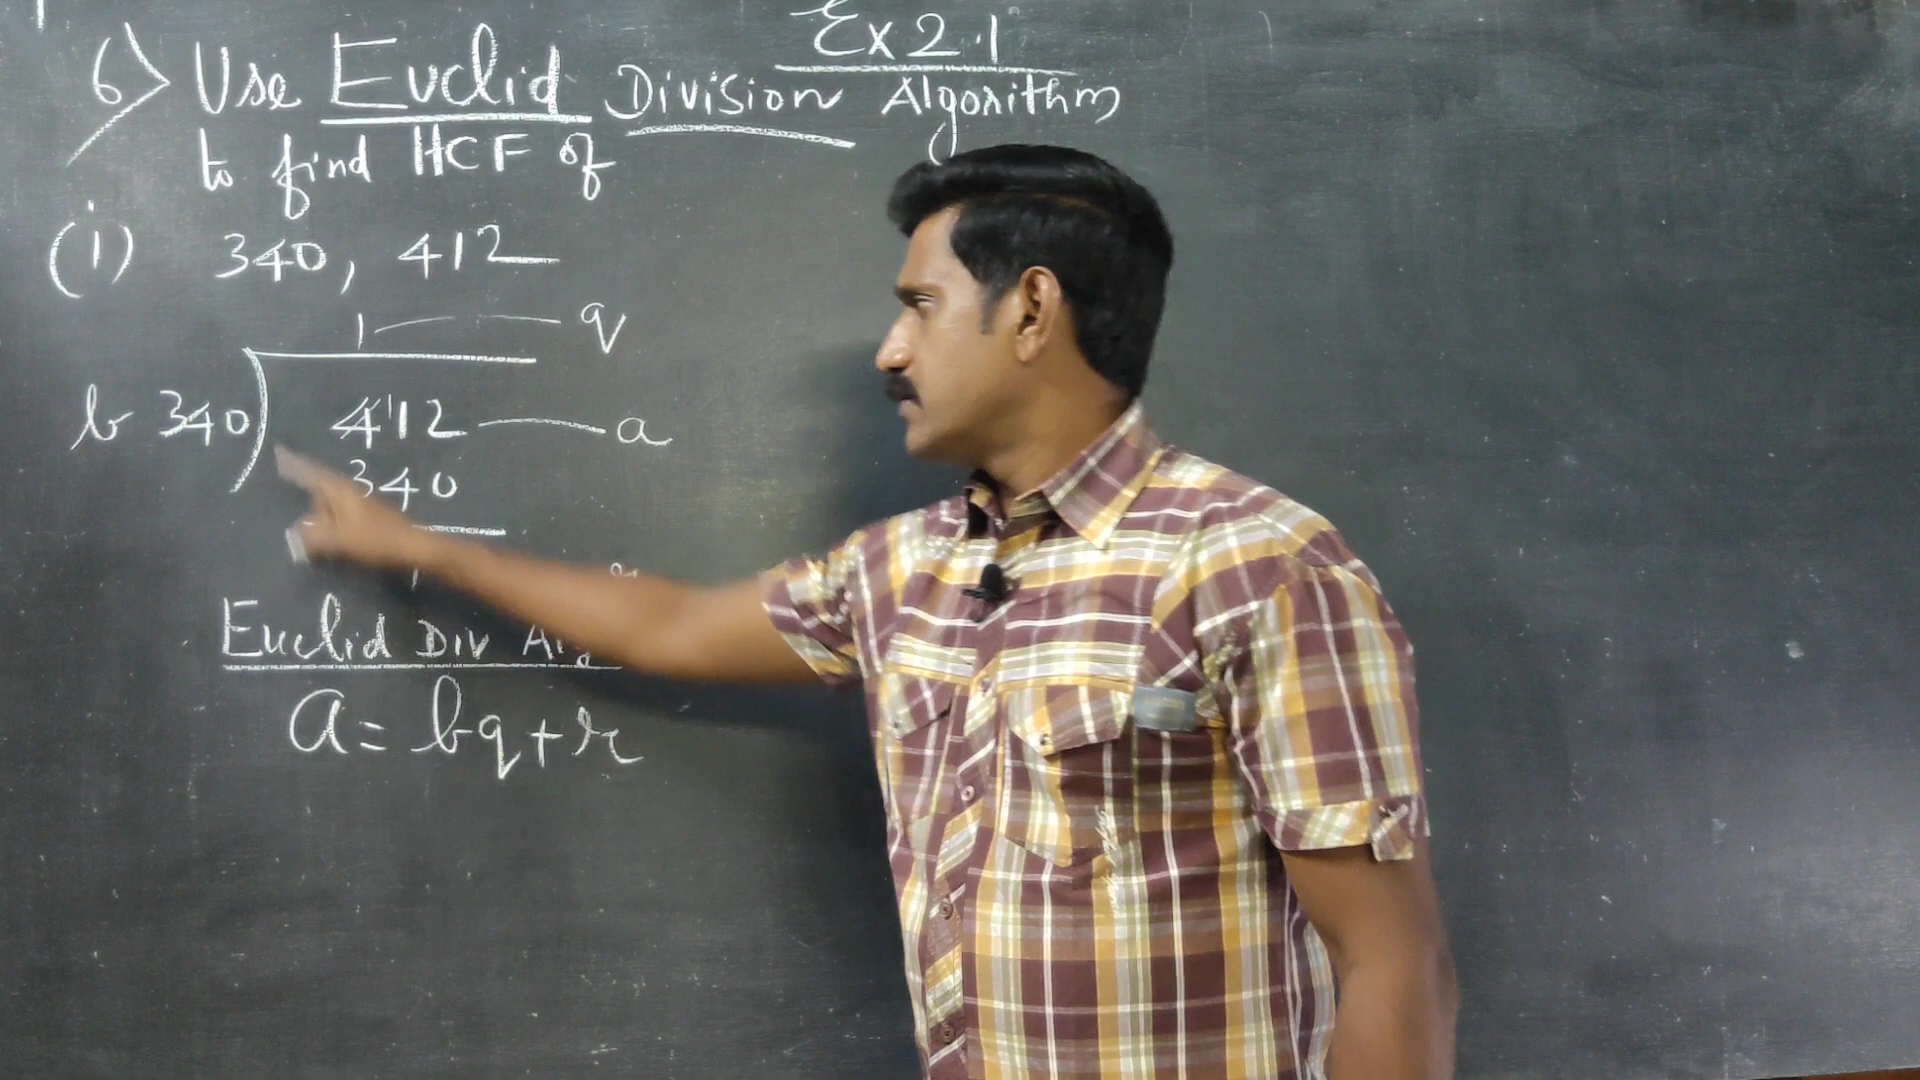 Ex 2.1
6) Use Euclid Division Algorithm
to find HCF of
(i) 340, 412
1 q
b 340) 412 a
340
Euclid Div
a = bq + r